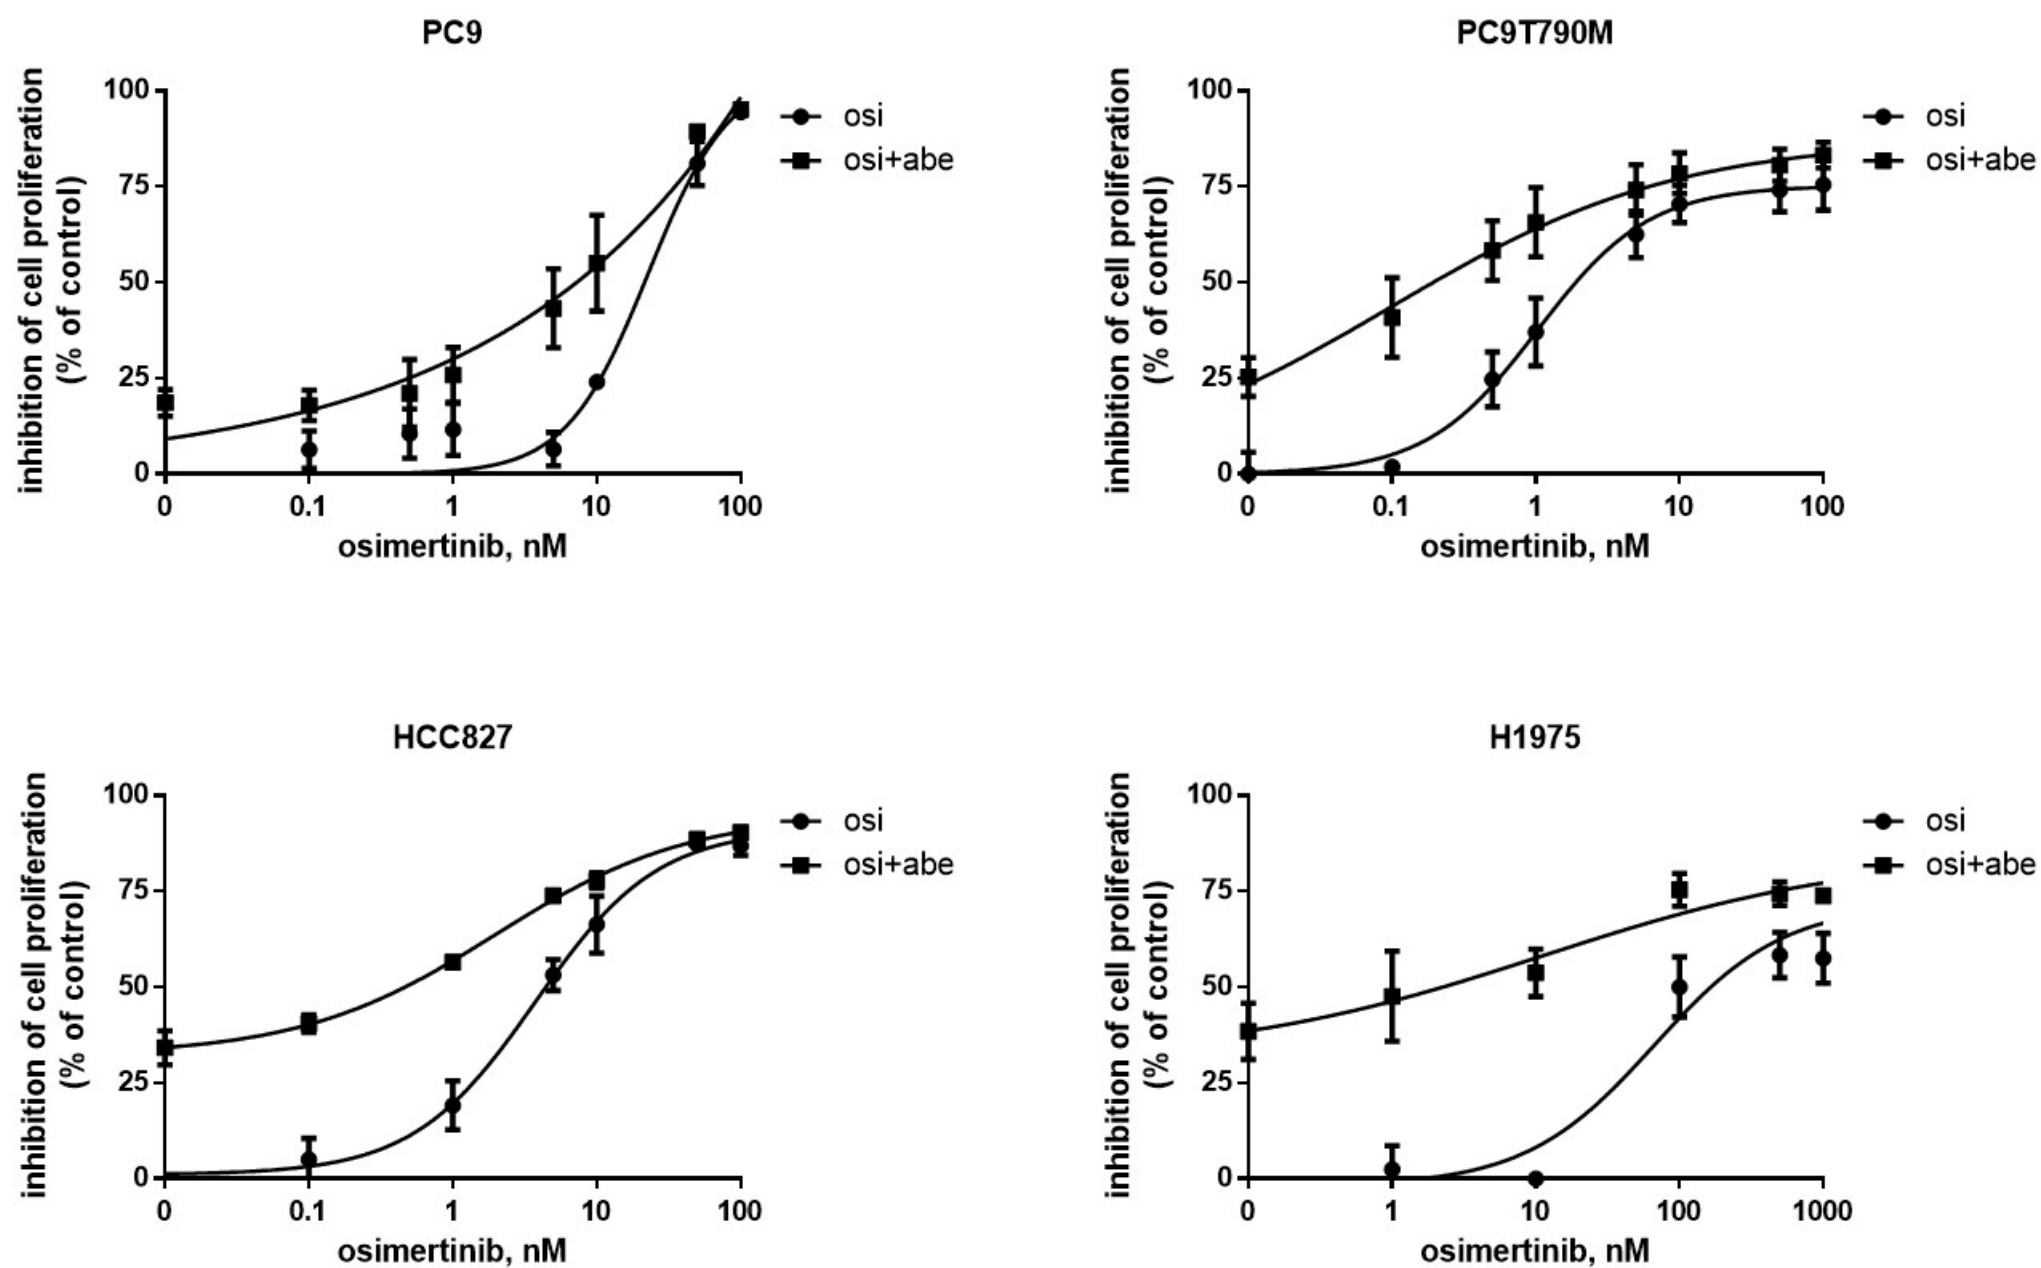 PC9
inhibition of cell proliferation
(% of control)
100
75
50
25
0
0 0.1 1 10 100
osimertinib, nM
osi
osi+abe
PC9T790M
inhibition of cell proliferation
(% of control)
100
75
50
25
0
0 0.1 1 10 100
osimertinib, nM
osi
osi+abe
HCC827
inhibition of cell proliferation
(% of control)
100
75
50
25
0
0 0.1 1 10 100
osimertinib, nM
osi
osi+abe
H1975
inhibition of cell proliferation
(% of control)
100
75
50
25
0
0 1 10 100 1000
osimertinib, nM
osi
osi+abe